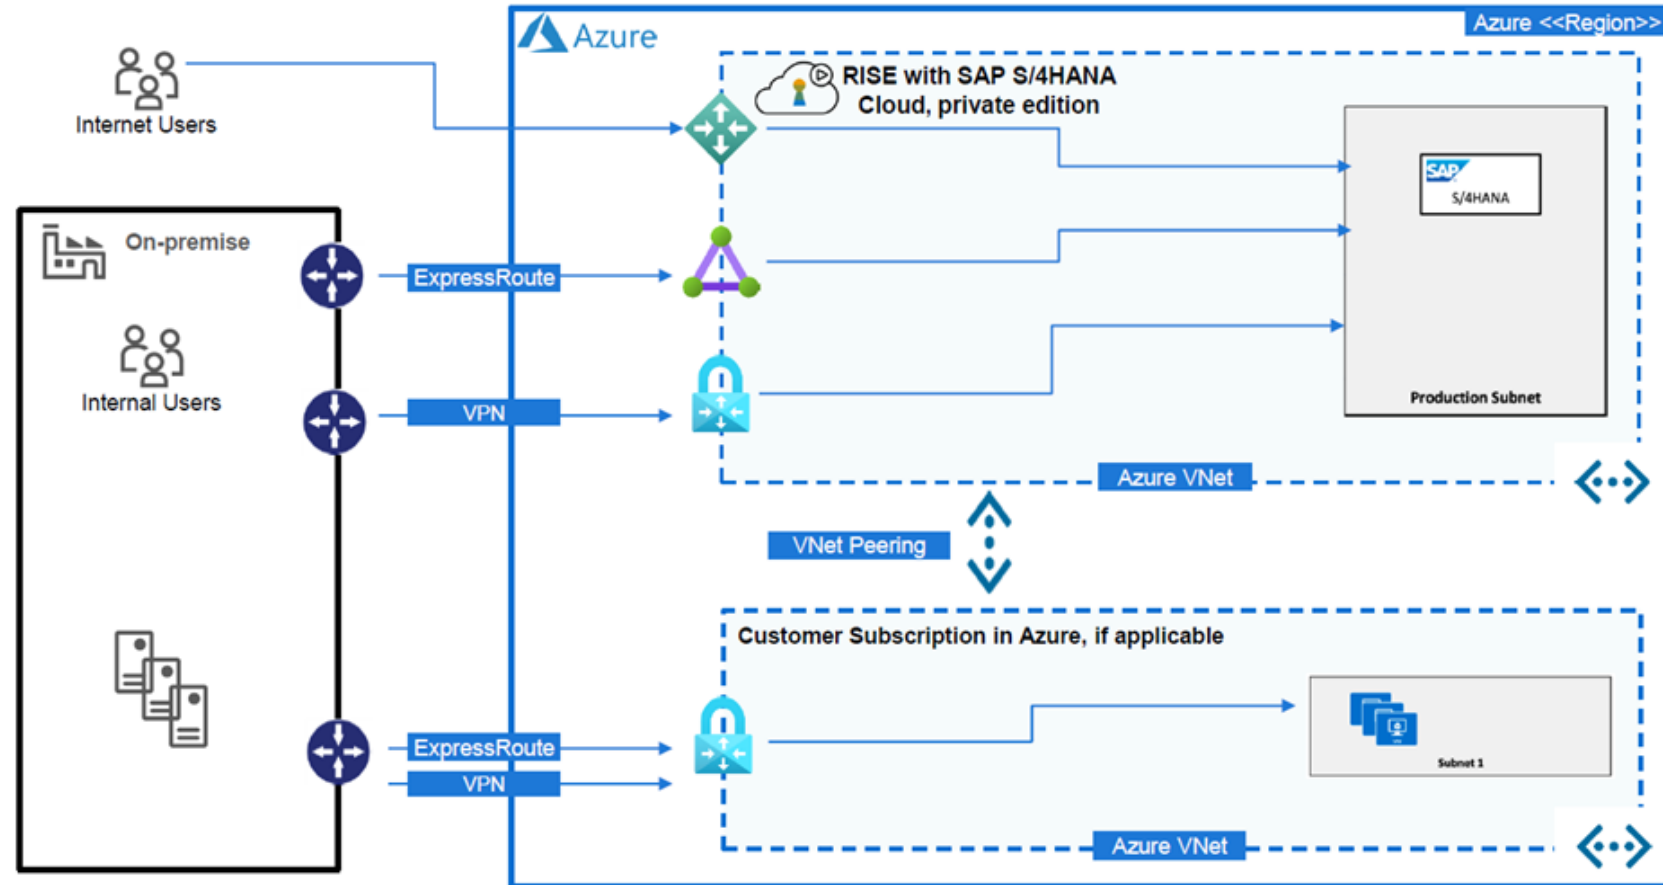 Azure
Azure <<Region>>
Internet Users
RISE with SAP S/4HANA
Cloud, private edition
SAP
S/4HANA
On-premise
ExpressRoute
Internal Users
VPN
Production Subnet
Azure VNet
VNet Peering
Customer Subscription in Azure, if applicable
ExpressRoute
VPN
Subnet 1
Azure VNet